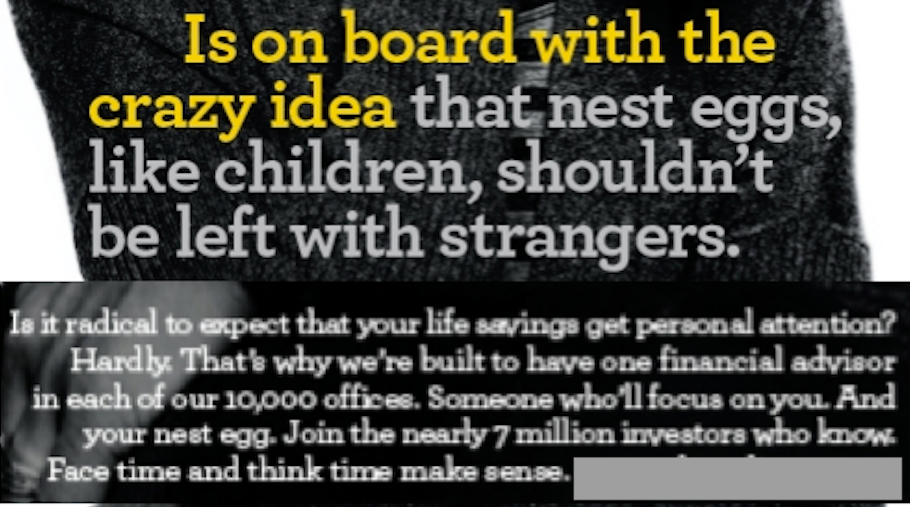 Is on board with the
crazy idea that nest eggs,
like children, shouldn't
be left with strangers.
Is it radical to expect that your life savings get personal attention?
Hardly. That's why we're built to have one financial advisor
in each of our 10,000 offices. Someone who'll focus on you. And
your nest egg. Join the nearly 7 million investors who know.
Face time and think time make sense.